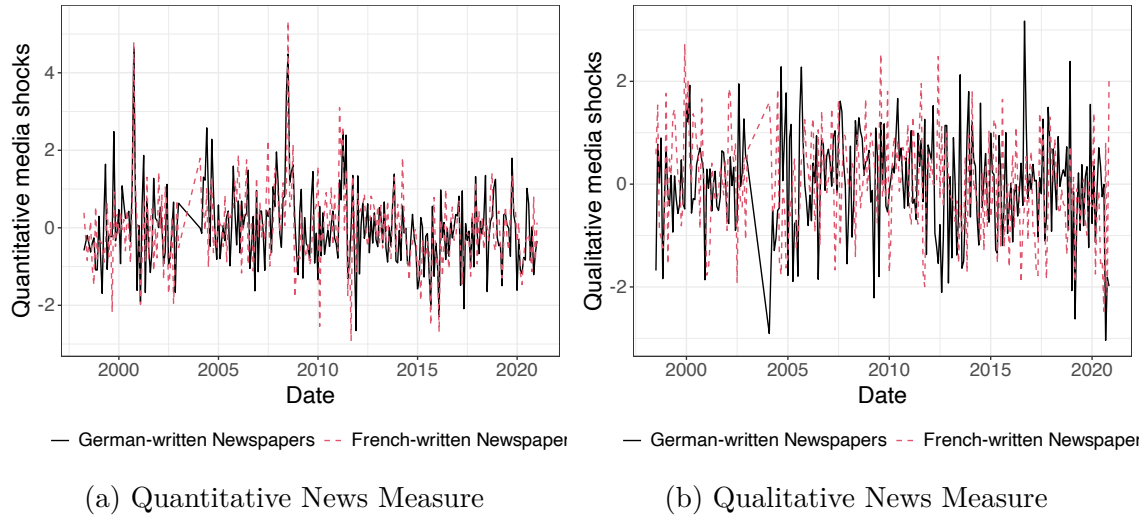 Quantitative media shocks
4
2
0
-2
2000
2005
2010
2015
2020
Date
German-written Newspapers
French-written Newspaper
(a) Quantitative News Measure
Qualitative media shocks
2
0
-2
2000
2005
2010
2015
2020
Date
German-written Newspapers
French-written Newspaper
(b) Qualitative News Measure